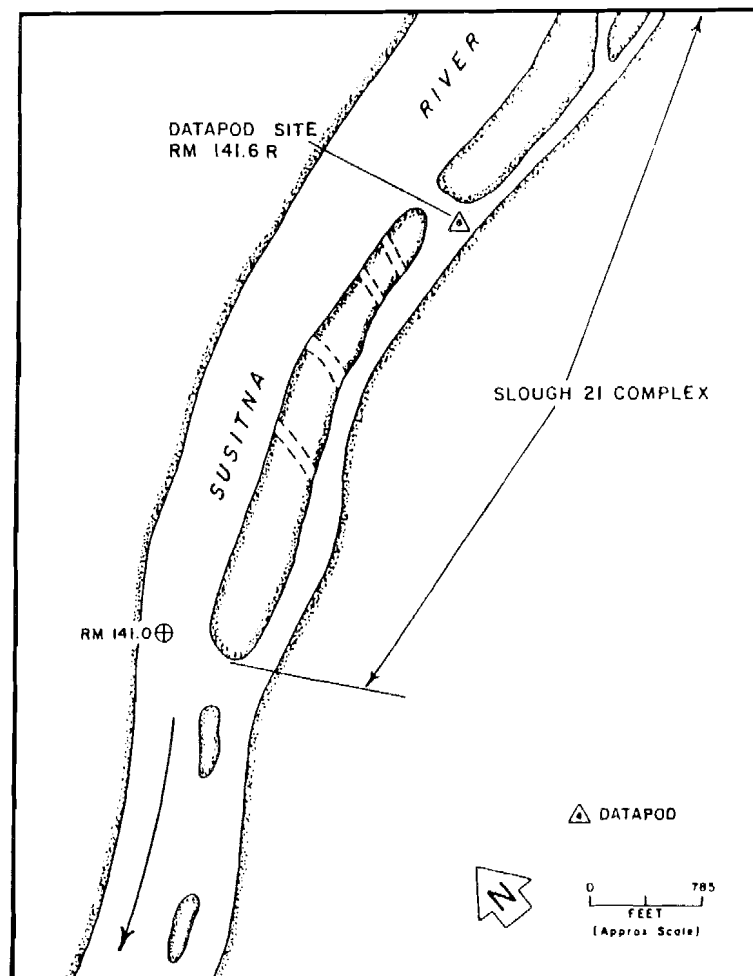 RIVER
DATAPOD SITE
RM 141.6 R
SUSITNA
SLOUGH 21 COMPLEX
RM 141.0
DATAPOD
N
0 785
FEET
(Approx Scale)